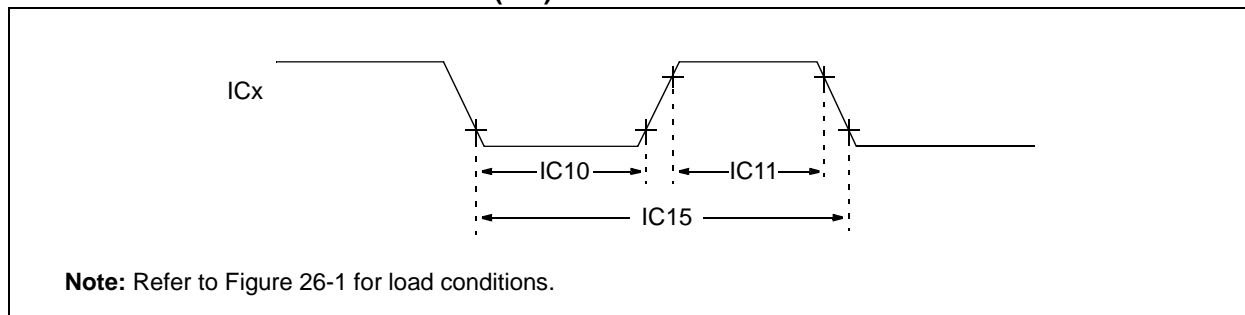 ICx
IC10
IC11
IC15
Note: Refer to Figure 26-1 for load conditions.